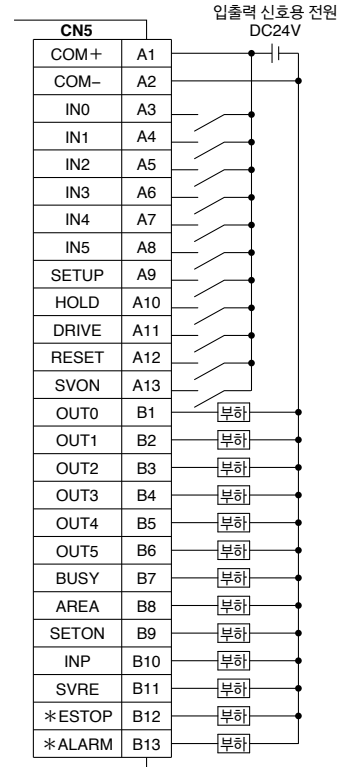 입출력 신호용 전원
CN5 DC24V
COM＋ A1
COM− A2
IN0 A3
IN1 A4
IN2 A5
IN3 A6
IN4 A7
IN5 A8
SETUP A9
HOLD A10
DRIVE A11
RESET A12
SVON A13
OUT0 B1 부하
OUT1 B2 부하
OUT2 B3 부하
OUT3 B4 부하
OUT4 B5 부하
OUT5 B6 부하
BUSY B7 부하
AREA B8 부하
SETON B9 부하
INP B10 부하
SVRE B11 부하
＊ESTOP B12 부하
＊ALARM B13 부하